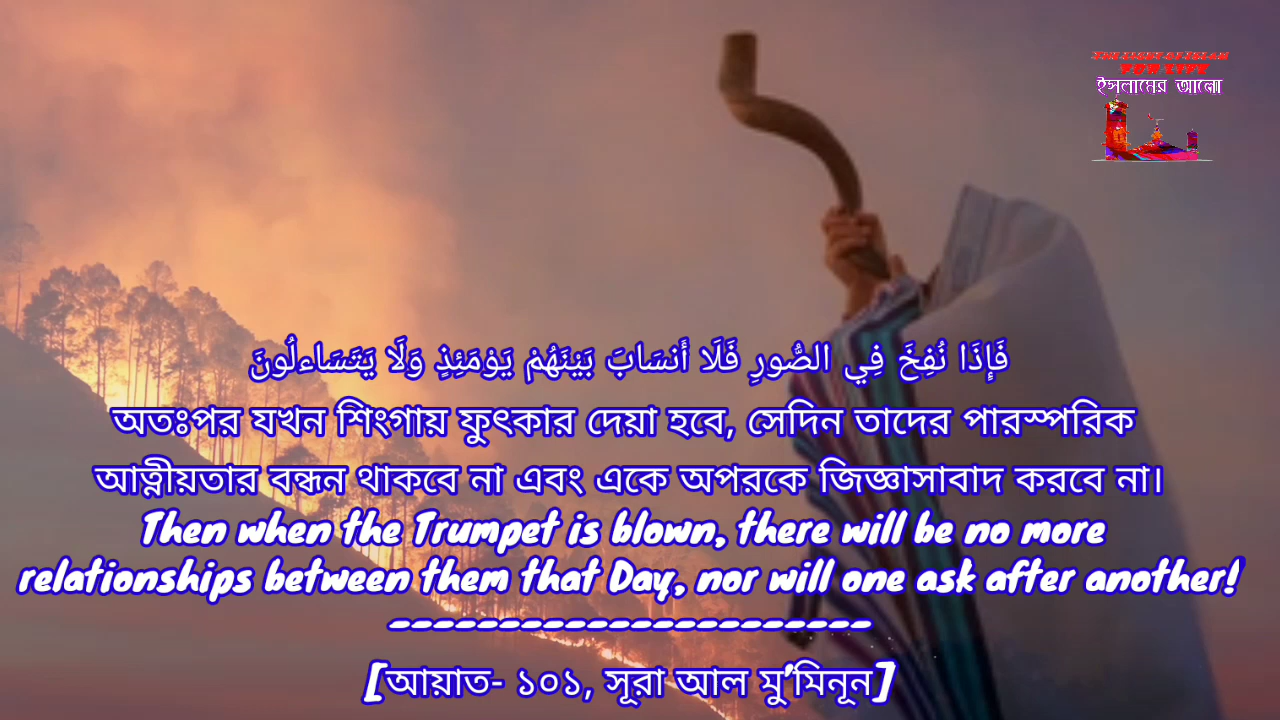 ইসলামের আলো
فَإِذَا نُفِخَ فِي الصُّورِ فَلَا أَنسَابَ بَيْنَهُمْ يَوْمَئِذٍ وَلَا يَتَسَاءلُونَ
অতঃপর যখন শিংগায় ফুৎকার দেয়া হবে, সেদিন তাদের পারস্পরিক
আত্নীয়তার বন্ধন থাকবে না এবং একে অপরকে জিজ্ঞাসাবাদ করবে না।
Then when the Trumpet is blown, there will be no more
relationships between them that Day, nor will one ask after another!
-----------------------
[আয়াত- ১০১, সূরা আল মু'মিনূন]